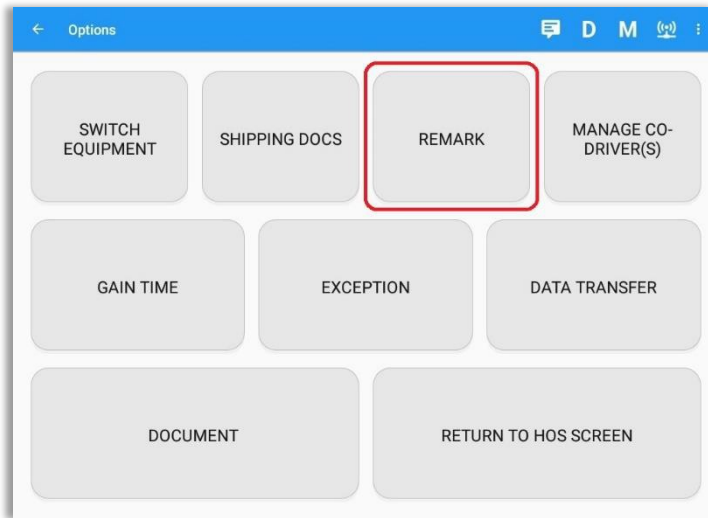 Options
D M
SWITCH
EQUIPMENT
SHIPPING DOCS
REMARK
MANAGE CO-
DRIVER(S)
GAIN TIME
EXCEPTION
DATA TRANSFER
DOCUMENT
RETURN TO HOS SCREEN